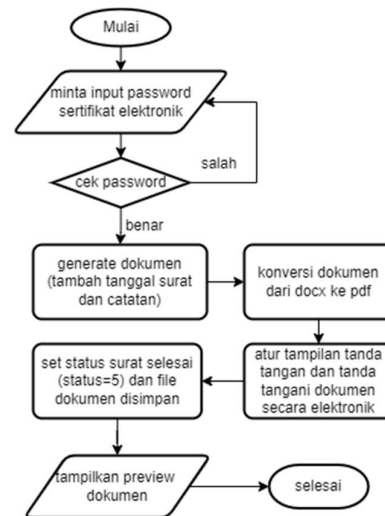 Mulai
minta input password
sertifikat elektronik
salah
cek password
benar
generate dokumen
(tambah tanggal surat
dan catatan)
konversi dokumen
dari docx ke pdf
atur tampilan tanda
tangan dan tanda
tangani dokumen
secara elektronik
set status surat selesai
(status=5) dan file
dokumen disimpan
tampilkan preview
dokumen
selesai